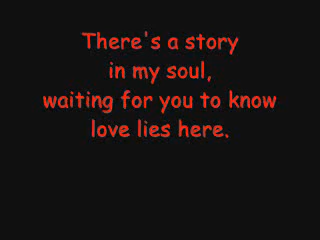 There's a story
in my soul,
waiting for you to know
love lies here.